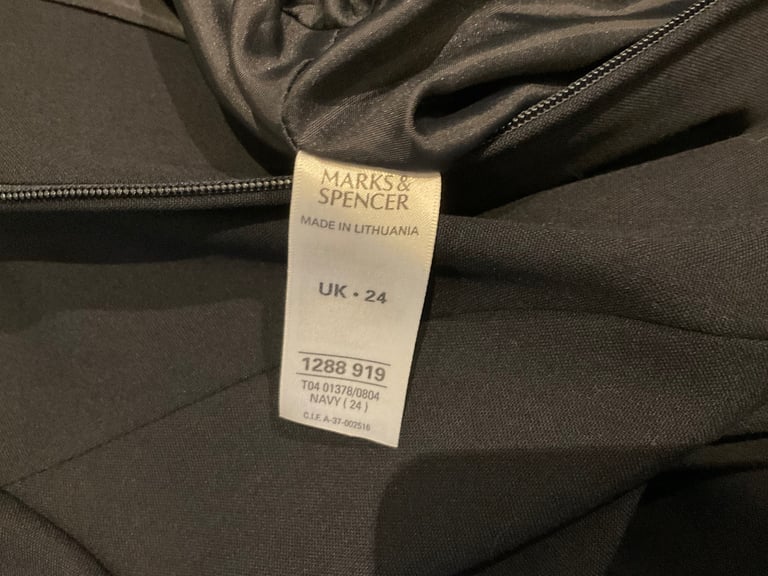 MARKS &
SPENCER
MADE IN LITHUANIA
UK • 24
1288 919
T04 01378/0804
NAVY ( 24 )
C.I.F. A-37-002516